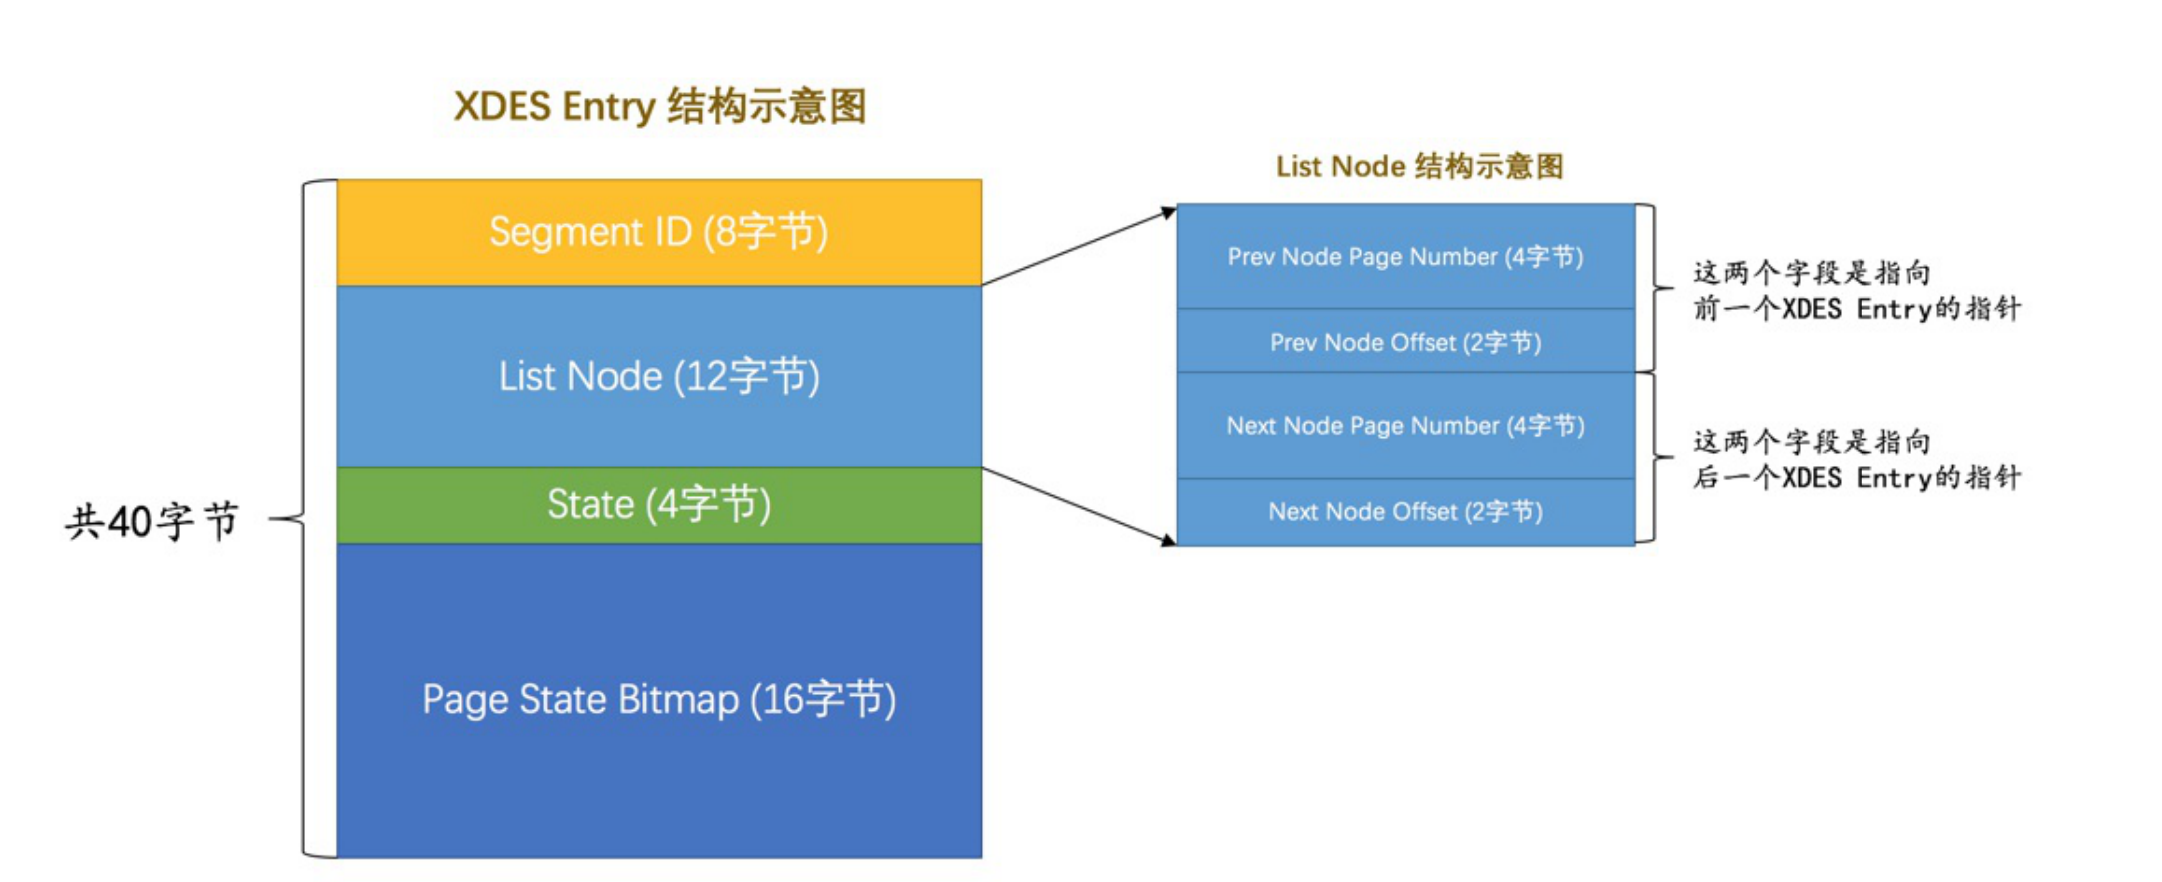 XDES Entry 结构示意图
共40字节
Segment ID (8字节)
List Node (12字节)
State (4字节)
Page State Bitmap (16字节)
List Node 结构示意图
Prev Node Page Number (4字节)
Prev Node Offset (2字节)
Next Node Page Number (4字节)
Next Node Offset (2字节)
这两个字段是指向
前一个XDES Entry的指针
这两个字段是指向
后一个XDES Entry的指针